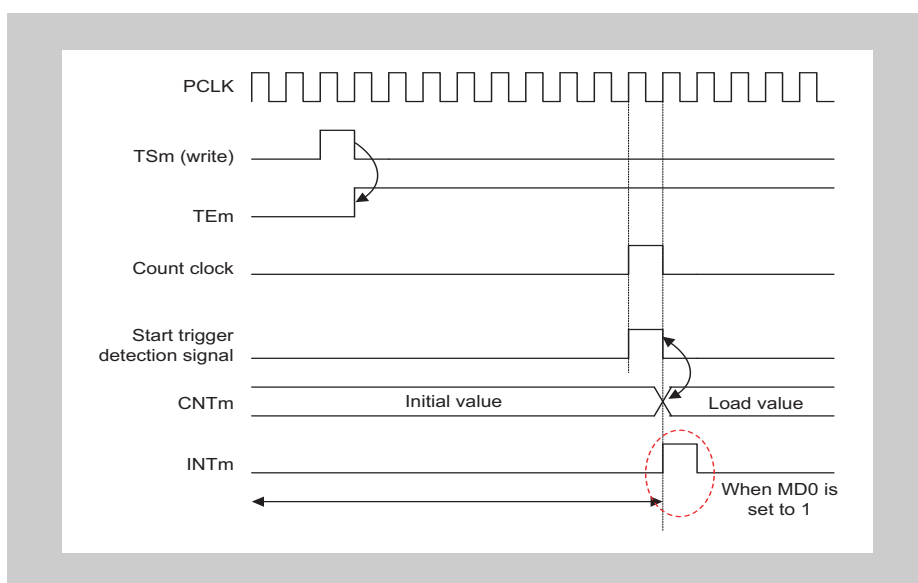 PCLK
TSm (write)
TEm
Count clock
Start trigger
detection signal
CNTm
Initial value
Load value
INTm
When MD0 is
set to 1